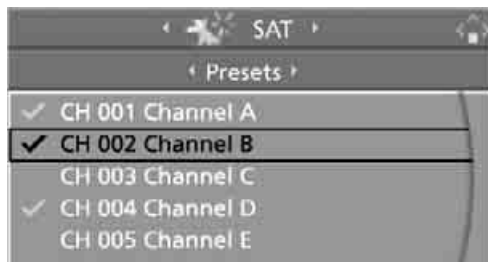 SAT
Presets
CH 001 Channel A
CH 002 Channel B
CH 003 Channel C
CH 004 Channel D
CH 005 Channel E